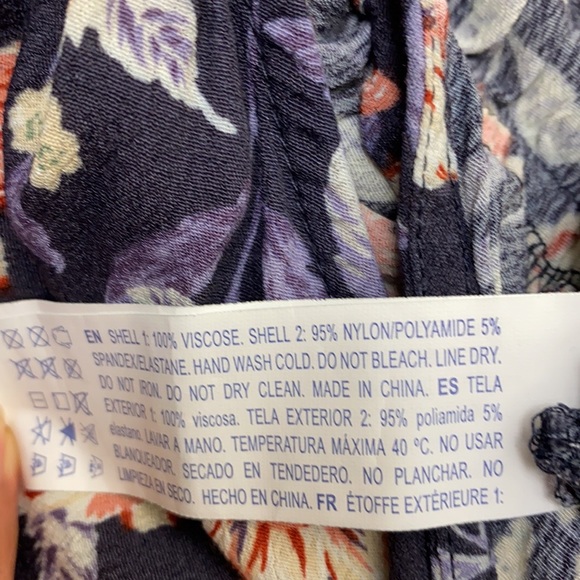 EN SHELL 1: 100% VISCOSE. SHELL 2: 95% NYLON/POLYAMIDE 5%
SPANDEX/ELASTANE. HAND WASH COLD. DO NOT BLEACH. LINE DRY.
DO NOT IRON. DO NOT DRY CLEAN. MADE IN CHINA. ES TELA
EXTERIOR 1: 100% viscosa. TELA EXTERIOR 2: 95% poliamida 5%
elastano. LAVAR A MANO. TEMPERATURA MÁXIMA 40 ºC. NO USAR
BLANQUEADOR. SECADO EN TENDEDERO. NO PLANCHAR. NO
LIMPIEZA EN SECO. HECHO EN CHINA. FR ÉTOFFE EXTÉRIEURE 1: